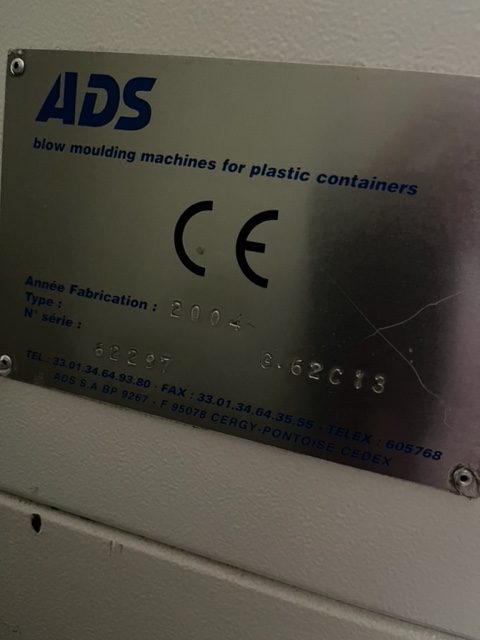 ADS
blow moulding machines for plastic containers
CE
Année Fabrication : 2004
Type : G.62C13
N° série : 62297
TEL : 33.01.34.64.93.80 · FAX : 33.01.34.64.35.55 · TELEX : 605768
ADS S.A BP 9267 · F 95078 CERGY-PONTOISE CEDEX